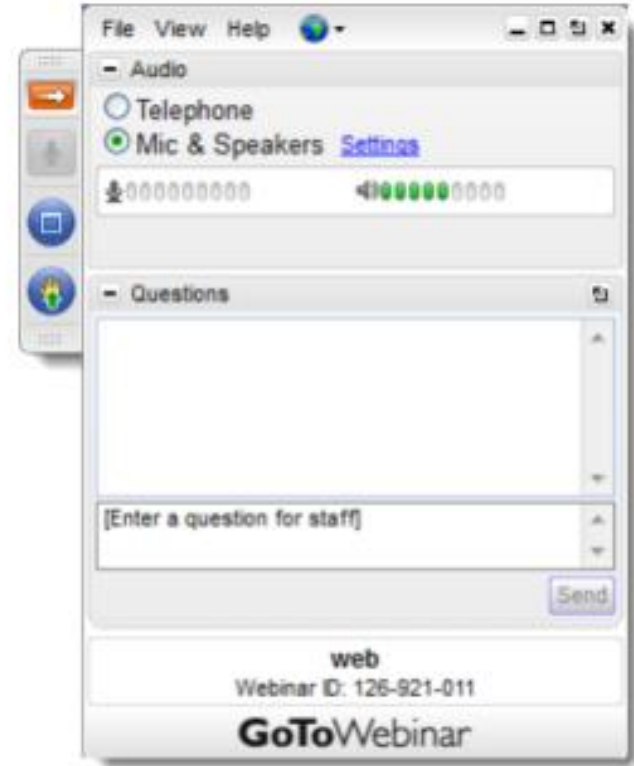 File View Help
Audio
Telephone
Mic & Speakers Settings
Questions
[Enter a question for staff]
Send
web
Webinar ID: 126-921-011
GoToWebinar